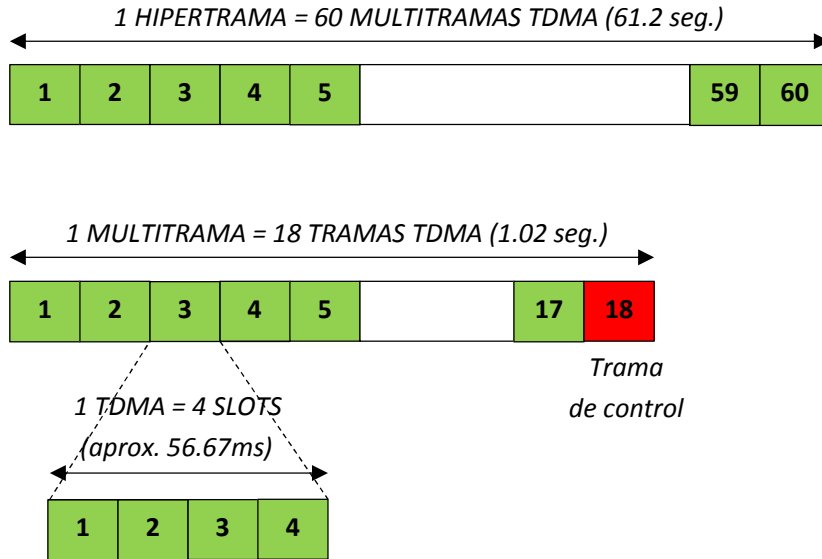 1 HIPERTRAMA = 60 MULTITRAMAS TDMA (61.2 seg.)
1 2 3 4 5 59 60
1 MULTITRAMA = 18 TRAMAS TDMA (1.02 seg.)
1 2 3 4 5 17 18
Trama
de control
1 TDMA = 4 SLOTS
(aprox. 56.67ms)
1 2 3 4